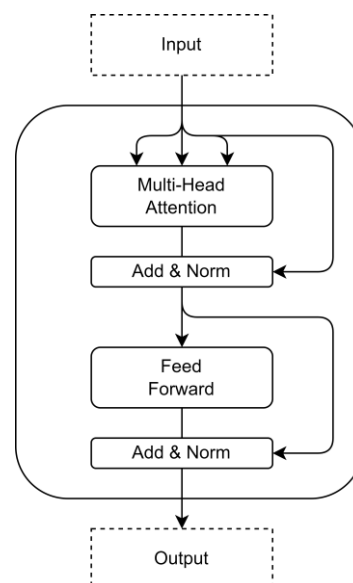 Input
Multi-Head
Attention
Add & Norm
Feed
Forward
Add & Norm
Output